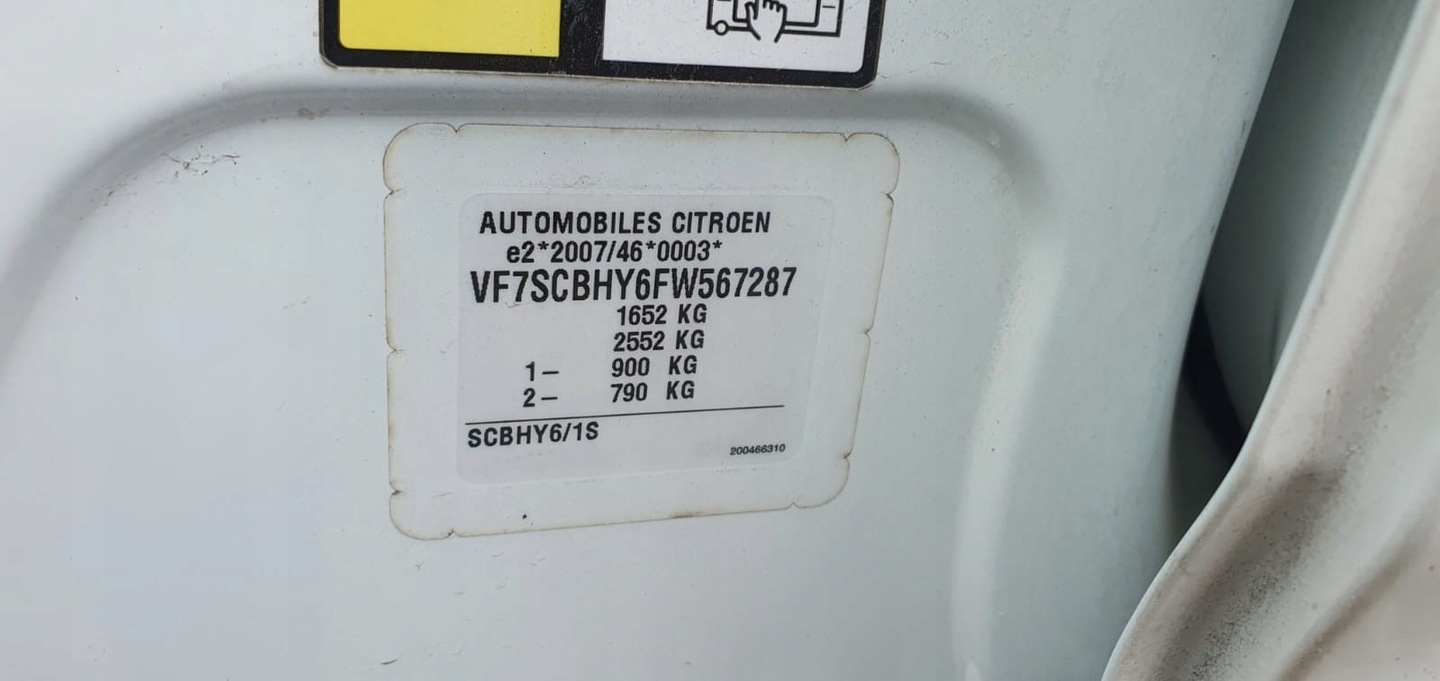 AUTOMOBILES CITROEN
e2*2007/46*0003*
VF7SCBHY6FW567287
1652 KG
2552 KG
1– 900 KG
2– 790 KG
SCBHY6/1S
200466310